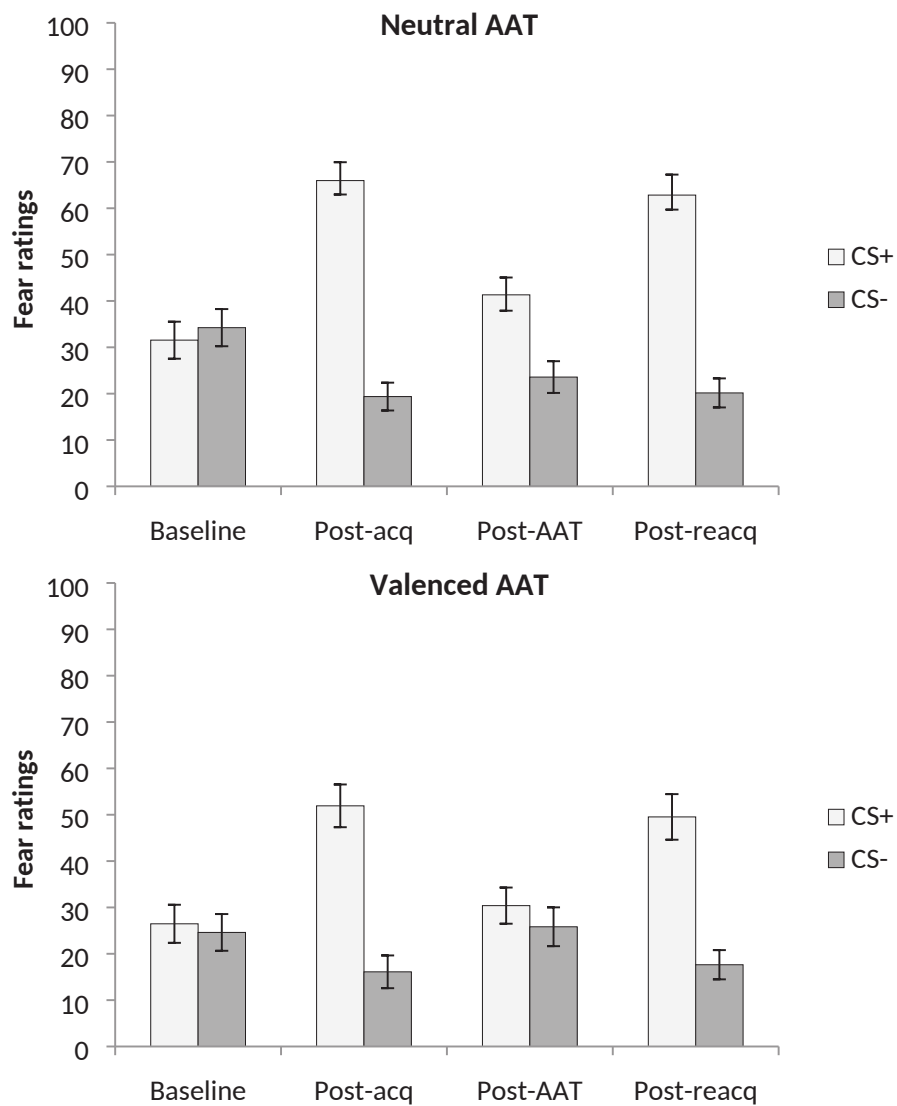 Neutral AAT
100
90
80
70
60
50
40
30
20
10
0
Fear ratings
CS+
CS-
Baseline Post-acq Post-AAT Post-reacq
Valenced AAT
100
90
80
70
60
50
40
30
20
10
0
Fear ratings
CS+
CS-
Baseline Post-acq Post-AAT Post-reacq